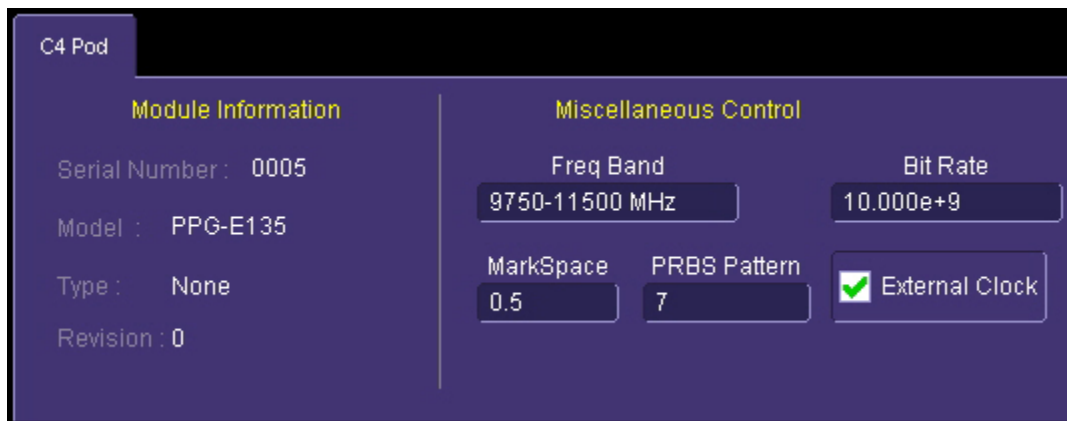 C4 Pod
Module Information
Serial Number : 0005
Model : PPG-E135
Type : None
Revision : 0
Miscellaneous Control
Freq Band
9750-11500 MHz
Bit Rate
10.000e+9
MarkSpace
0.5
PRBS Pattern
7
External Clock